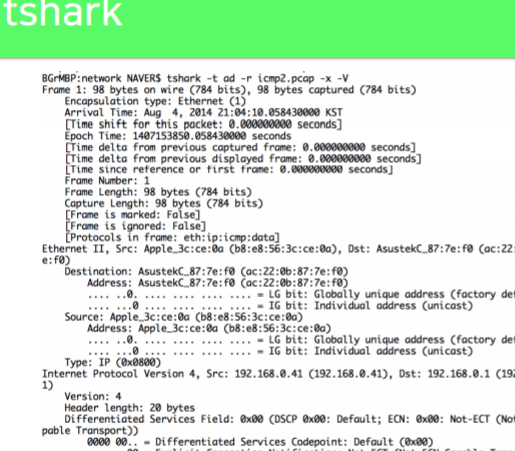 tshark
BGrMBP:network NAVER$ tshark -t ad -r icmp2.pcap -x -V
Frame 1: 98 bytes on wire (784 bits), 98 bytes captured (784 bits)
Encapsulation type: Ethernet (1)
Arrival Time: Aug  4, 2014 21:04:10.058430000 KST
[Time shift for this packet: 0.000000000 seconds]
Epoch Time: 1407153850.058430000 seconds
[Time delta from previous captured frame: 0.000000000 seconds]
[Time delta from previous displayed frame: 0.000000000 seconds]
[Time since reference or first frame: 0.000000000 seconds]
Frame Number: 1
Frame Length: 98 bytes (784 bits)
Capture Length: 98 bytes (784 bits)
[Frame is marked: False]
[Frame is ignored: False]
[Protocols in frame: eth:ip:icmp:data]
Ethernet II, Src: Apple_3c:ce:0a (b8:e8:56:3c:ce:0a), Dst: AsustekC_87:7e:f0 (ac:22:
e:f0)
Destination: AsustekC_87:7e:f0 (ac:22:0b:87:7e:f0)
Address: AsustekC_87:7e:f0 (ac:22:0b:87:7e:f0)
.... ..0. .... .... .... .... = LG bit: Globally unique address (factory def
.... ...0 .... .... .... .... = IG bit: Individual address (unicast)
Source: Apple_3c:ce:0a (b8:e8:56:3c:ce:0a)
Address: Apple_3c:ce:0a (b8:e8:56:3c:ce:0a)
.... ..0. .... .... .... .... = LG bit: Globally unique address (factory def
.... ...0 .... .... .... .... = IG bit: Individual address (unicast)
Type: IP (0x0800)
Internet Protocol Version 4, Src: 192.168.0.41 (192.168.0.41), Dst: 192.168.0.1 (192
1)
Version: 4
Header length: 20 bytes
Differentiated Services Field: 0x00 (DSCP 0x00: Default; ECN: 0x00: Not-ECT (Not
pable Transport))
0000 00.. = Differentiated Services Codepoint: Default (0x00)